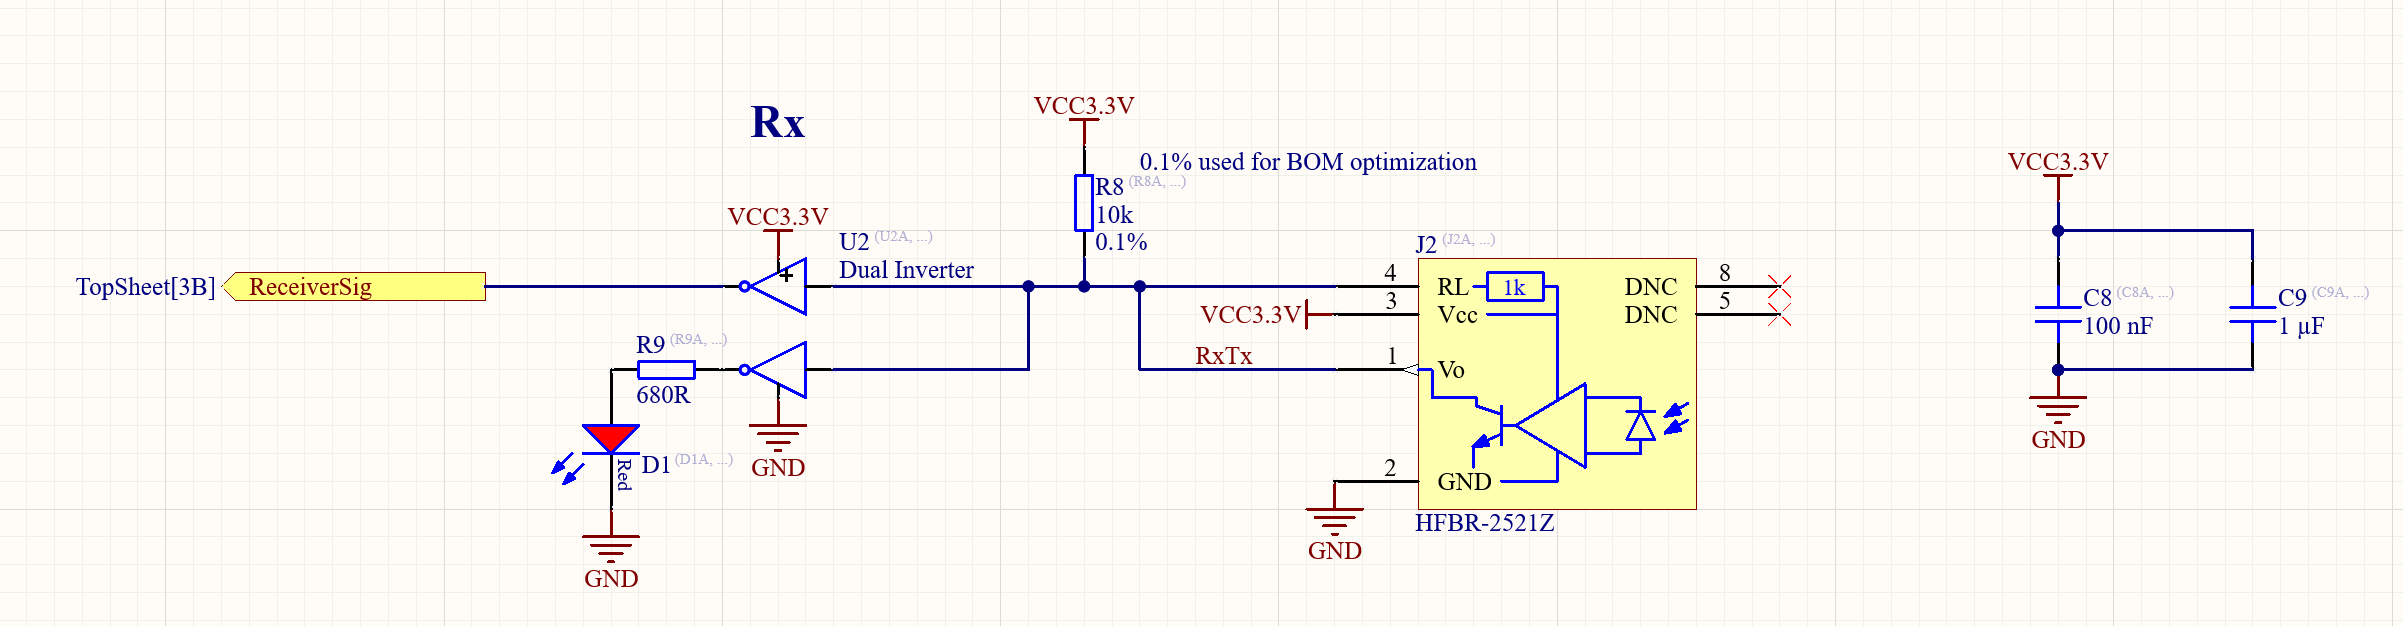 Rx
VCC3.3V
0.1% used for BOM optimization
R8 (R8A, ...)
10k
0.1%
VCC3.3V
U2 (U2A, ...)
Dual Inverter
TopSheet[3B]
ReceiverSig
R9 (R9A, ...)
680R
D1 (D1A, ...)
Red
GND
GND
J2 (J2A, ...)
4
RL
1k
DNC
8
VCC3.3V
3
Vcc
DNC
5
RxTx
1
Vo
2
GND
HFBR-2521Z
GND
VCC3.3V
C8 (C8A, ...)
100 nF
C9 (C9A, ...)
1 µF
GND